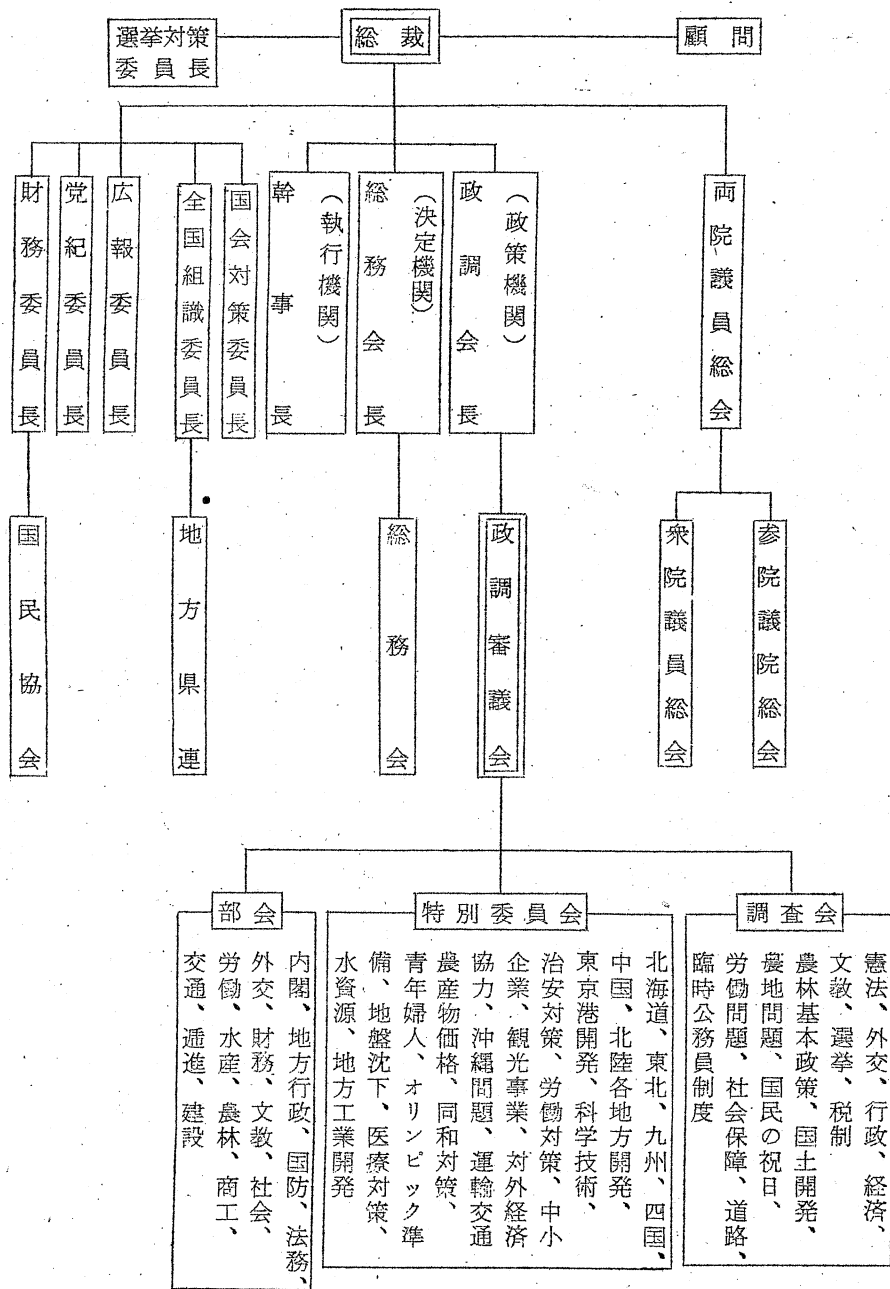 選挙対策
委員長
総裁
顧問
両院議員総会
(政策機関)
政調会長
(決定機関)
総務会長
(執行機関)
幹事長
国会対策委員長
全国組識委員長
広報委員長
党紀委員長
財務委員長
参院議院総会
衆院議員総会
政調審議会
総務会
地方県連
国民協会
調査会
憲法、外交、行政、経済、
文教、選挙、税制
農林基本政策、国土開発、
農地問題、国民の祝日、
労働問題、社会保障、道路、
臨時公務員制度
特別委員会
北海道、東北、九州、四国、
中国、北陸各地方開発、
東京港開発、科学技術、
治安対策、労働対策、中小
企業、観光事業、対外経済
協力、沖縄問題、運輸交通
農産物価格、同和対策、
青年婦人、オリンピック準
備、地盤沈下、医療対策、
水資源、地方工業開発
部会
内閣、地方行政、国防、法務、
外交、財務、文教、社会、
労働、水産、農林、商工、
交通、逓進、建設